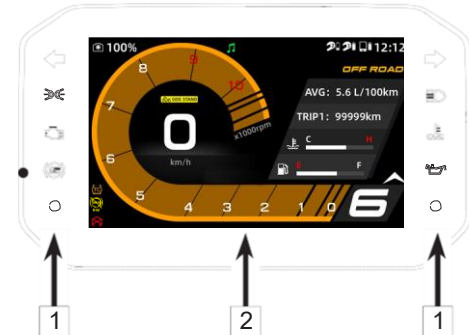 100% 12:12
OFF ROAD
AVG: 5.6 L/100km
TRIP1: 99999km
C H
E F
SIDE STAND
0
km/h
x1000rpm
10
9
8
7
6
5
4
3
2
1
0
6
1
2
1